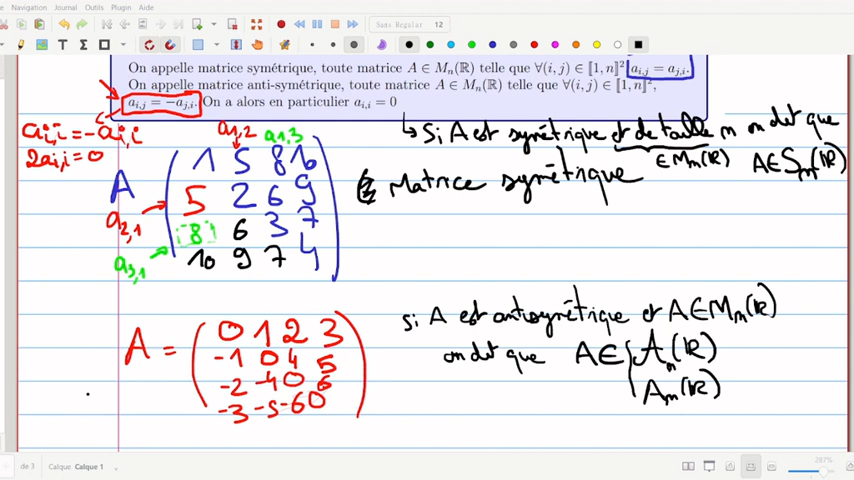 Navigation Journal Outils Plugin Aide
Sans Regular 12
On appelle matrice symétrique, toute matrice A ∈ Mn(ℝ) telle que ∀(i, j) ∈ ⟦1, n⟧² ai,j = aj,i.
On appelle matrice anti-symétrique, toute matrice A ∈ Mn(ℝ) telle que ∀(i, j) ∈ ⟦1, n⟧²,
ai,j = −aj,i. On a alors en particulier ai,i = 0
ai,i = -ai,i
2ai,i = 0
a1,2
a1,3
↳ Si A est symétrique et de taille n on dit que
∈ Mn(ℝ) A ∈ Sn(ℝ)
Matrice symétrique
A
1 5 8 10
5 2 6 9
8 6 3 7
10 9 7 4
a2,1
a3,1
si A est antisymétrique et A ∈ Mn(ℝ)
on dit que A ∈ An(ℝ)
An(ℝ)
A =
0 1 2 3
-1 0 4 5
-2 -4 0 6
-3 -5 -6 0
de 3 Calque Calque 1
287%